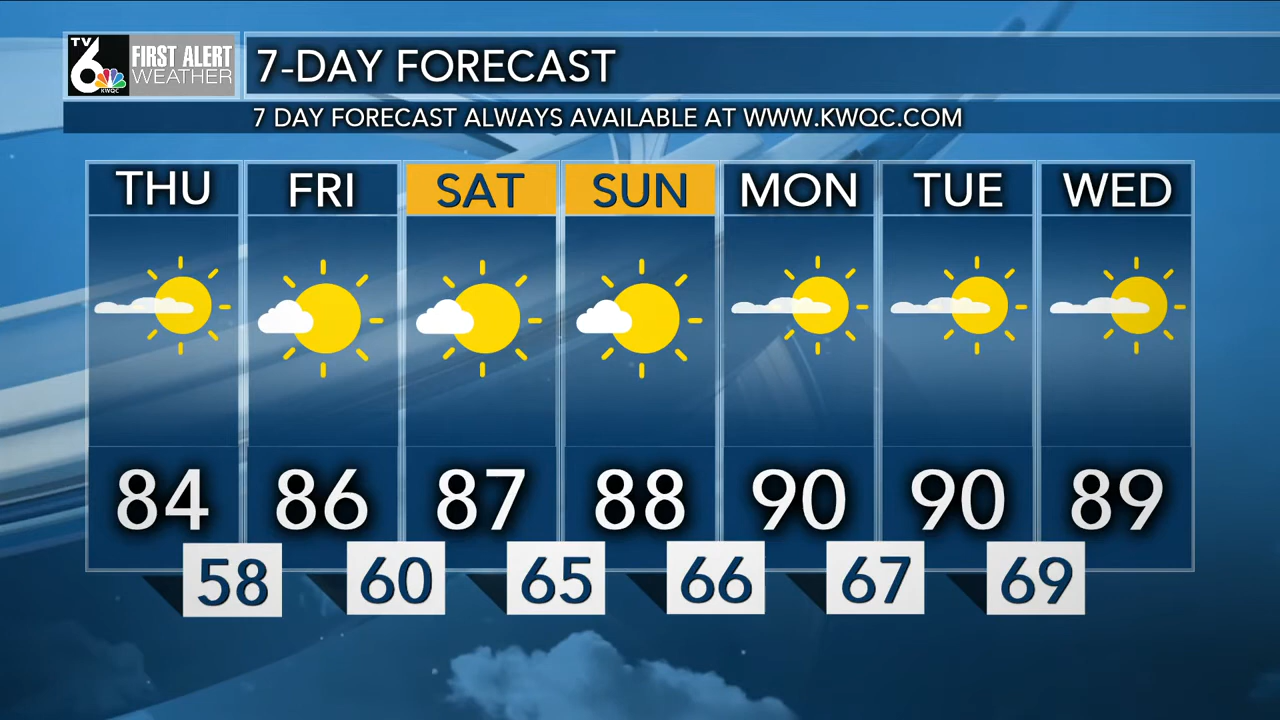 TV
6
KWQC
FIRST ALERT
WEATHER
7-DAY FORECAST
7 DAY FORECAST ALWAYS AVAILABLE AT WWW.KWQC.COM
THU FRI SAT SUN MON TUE WED
84 86 87 88 90 90 89
58 60 65 66 67 69